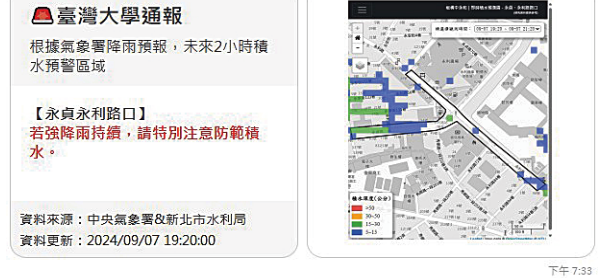 臺灣大學通報
根據氣象署降雨預報,未來2小時積
水預警區域
【永貞永利路口】
若強降雨持續,請特別注意防範積
水。
資料來源:中央氣象署&新北市水利局
資料更新:2024/09/07 19:20:00
積水深度(公分)
>50
30~50
15~30
5~15
下午 7:33